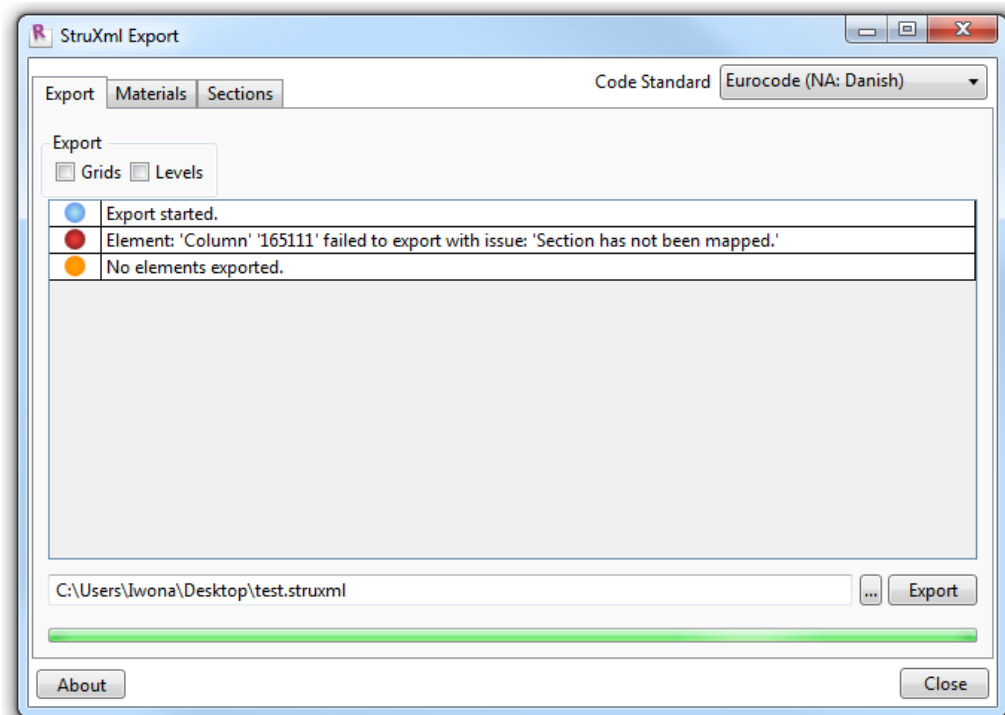 StruXml Export
Code Standard Eurocode (NA: Danish)
Export Materials Sections
Export
Grids Levels
Export started.
Element: 'Column' '165111' failed to export with issue: 'Section has not been mapped.'
No elements exported.
C:\Users\Iwona\Desktop\test.struxml ... Export
About Close